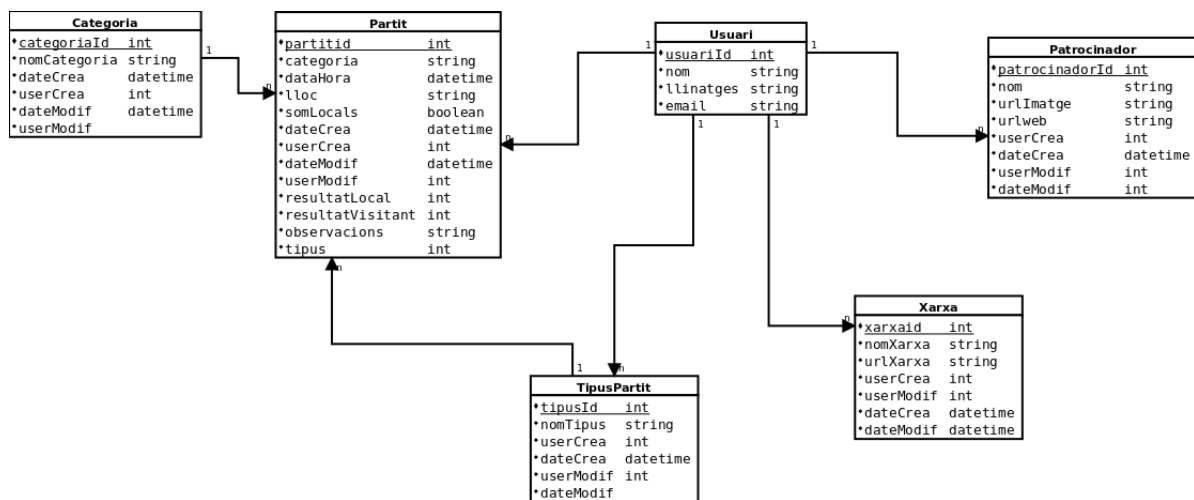 Categoria
categoriaId int
nomCategoria string
dateCrea datetime
userCrea int
dateModif datetime
userModif
1
n
Partit
partitid int
categoria string
dataHora datetime
lloc string
somLocals boolean
dateCrea datetime
userCrea int
dateModif datetime
userModif int
resultatLocal int
resultatVisitant int
observacions string
tipus int
n
n
1
Usuari
usuariId int
nom string
llinatges string
email string
1
1
1
n
Patrocinador
patrocinadorId int
nom string
urlImatge string
urlweb string
userCrea int
dateCrea datetime
userModif int
dateModif int
1
n
TipusPartit
tipusId int
nomTipus string
userCrea int
dateCrea datetime
userModif int
dateModif
n
Xarxa
xarxaid int
nomXarxa string
urlXarxa string
userCrea int
userModif int
dateCrea datetime
dateModif datetime